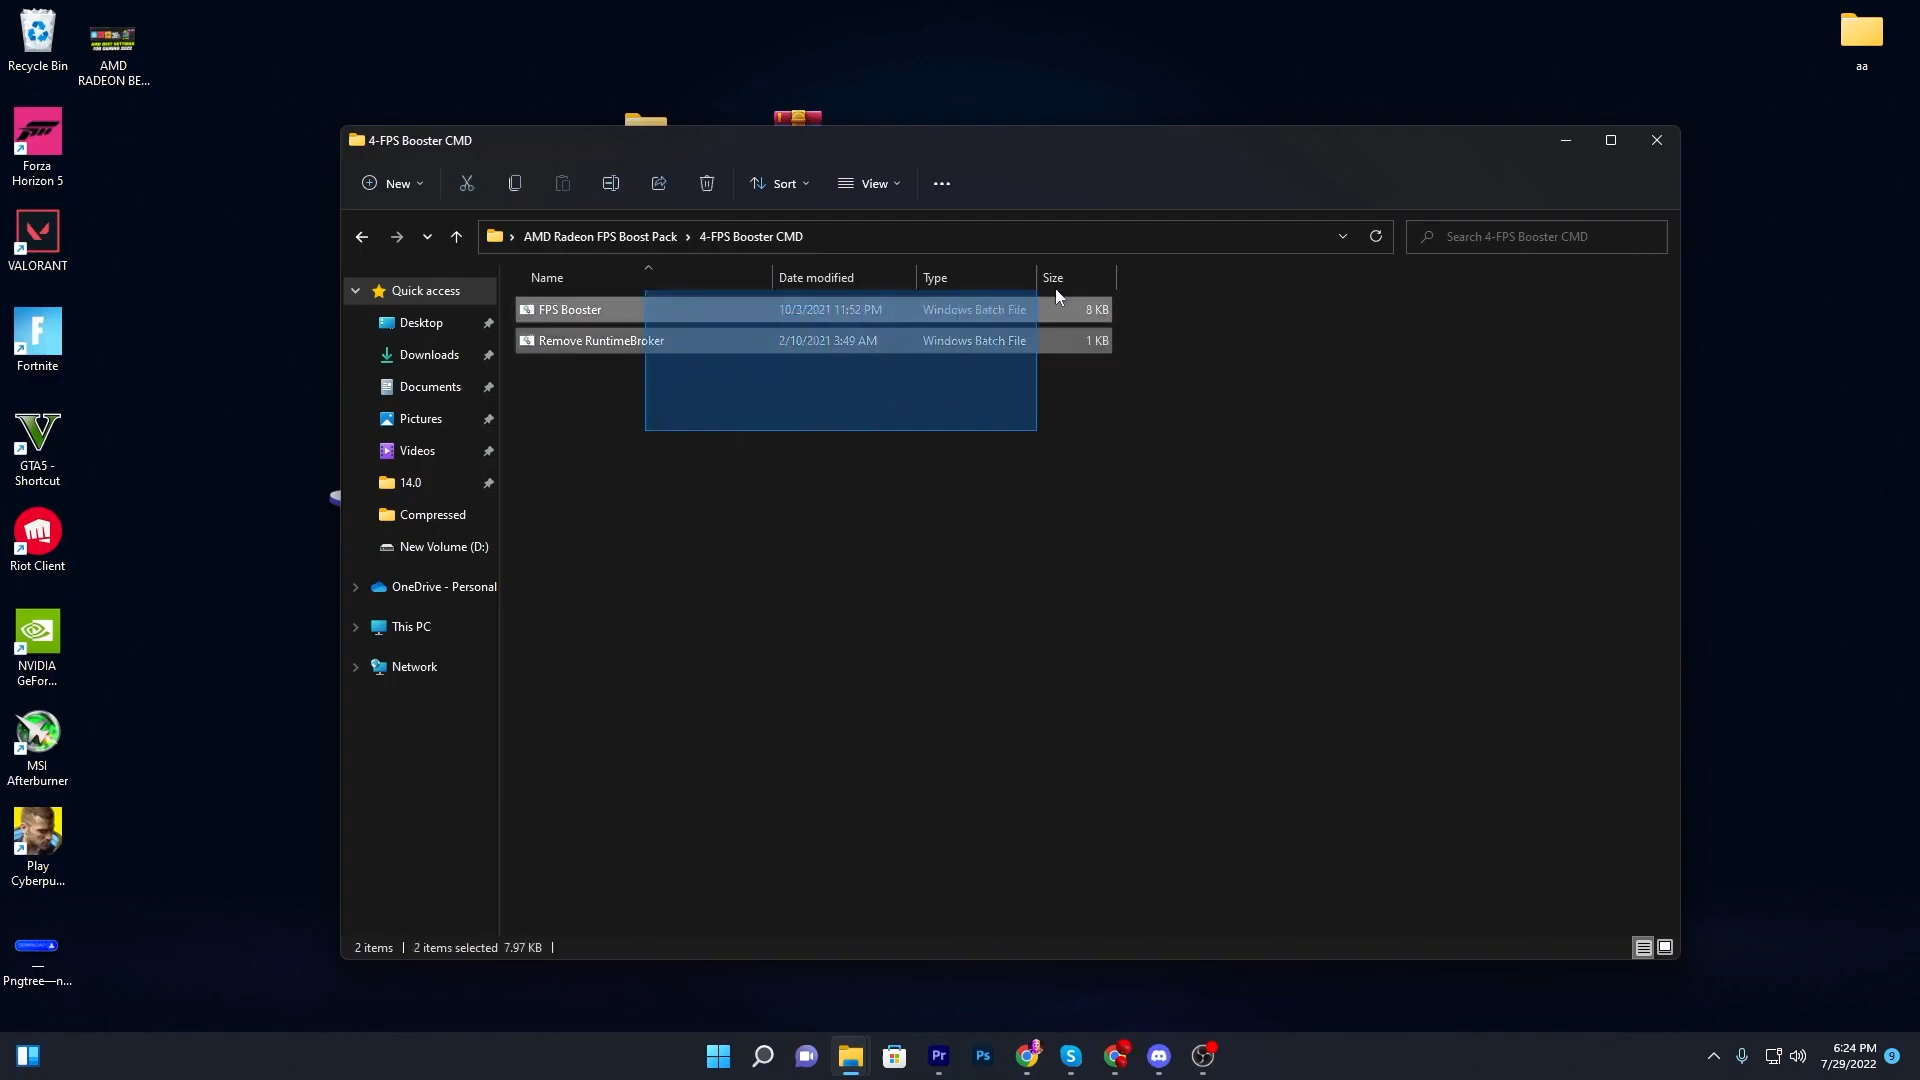 Recycle Bin
AMD
RADEON BE...
aa
Forza
Horizon 5
VALORANT
Fortnite
GTA5 -
Shortcut
Riot Client
NVIDIA
GeFor...
MSI
Afterburner
Play
Cyberpu...
—
Pngtree—n...
4-FPS Booster CMD
New
Sort
View
AMD Radeon FPS Boost Pack › 4-FPS Booster CMD
Search 4-FPS Booster CMD
Name Date modified Type Size
FPS Booster 10/3/2021 11:52 PM Windows Batch File 8 KB
Remove RuntimeBroker 2/10/2021 3:49 AM Windows Batch File 1 KB
Quick access
Desktop
Downloads
Documents
Pictures
Videos
14.0
Compressed
New Volume (D:)
OneDrive - Personal
This PC
Network
2 items | 2 items selected 7.97 KB |
Pr
Ps
6:24 PM
7/29/2022
9